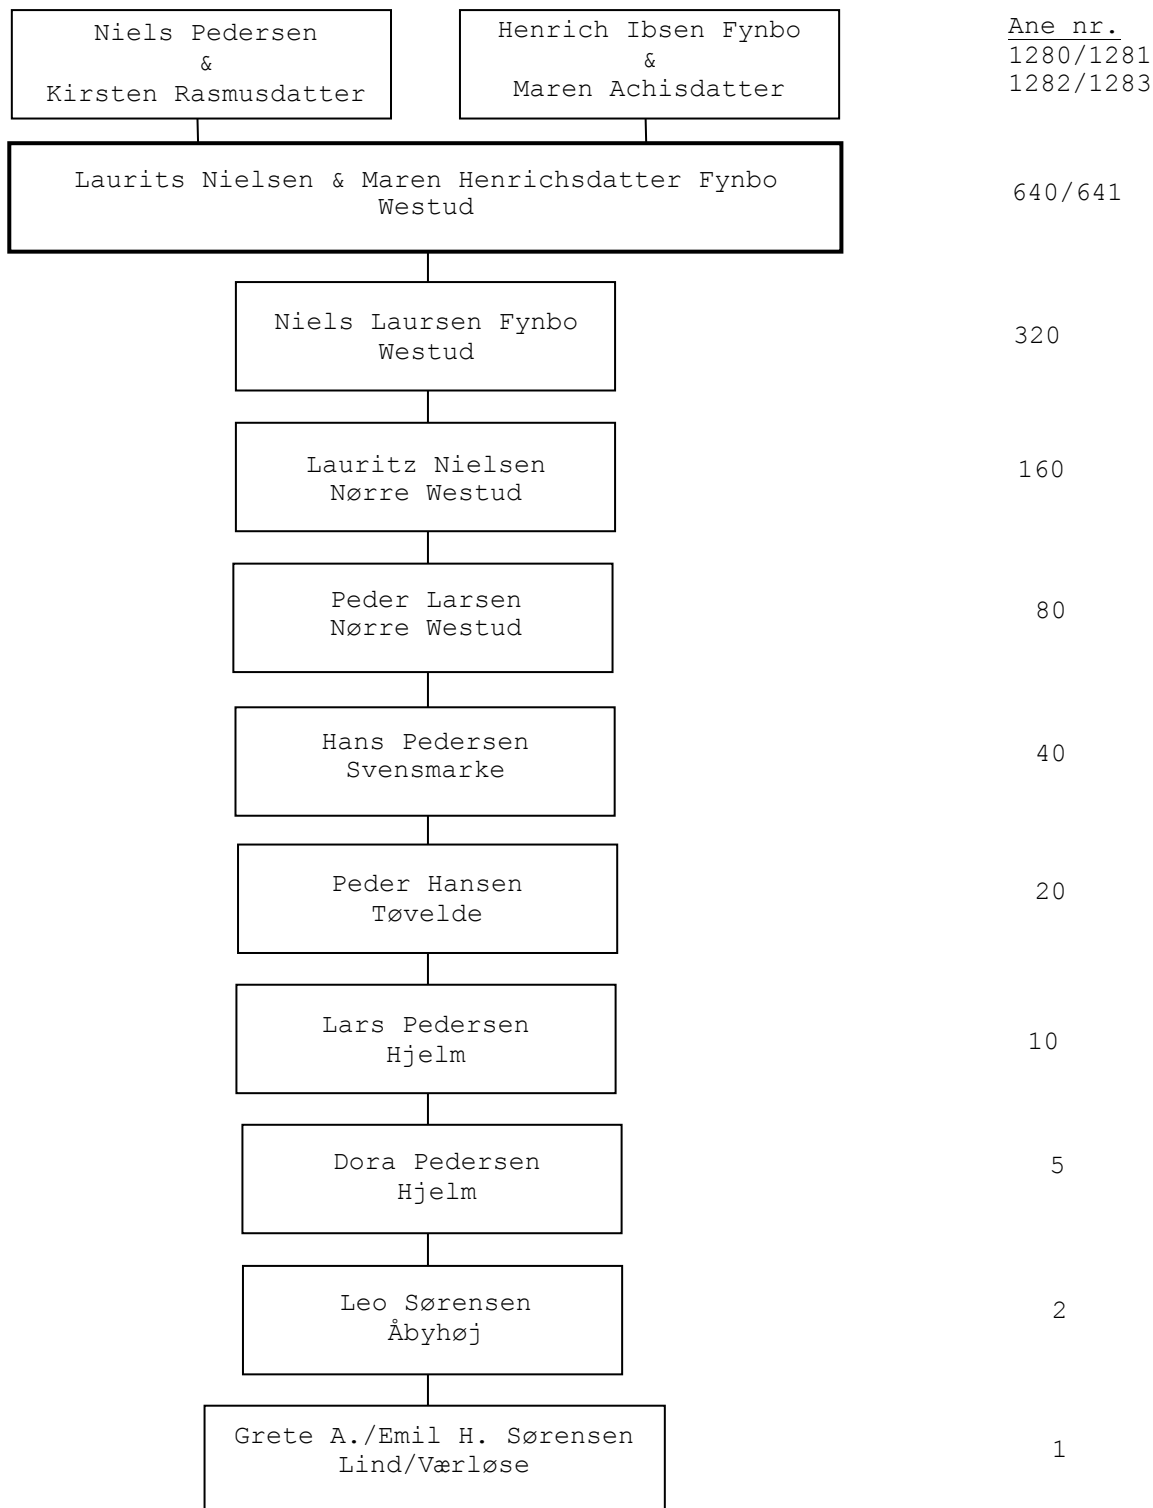 Niels Pedersen
&
Kirsten Rasmusdatter
Henrich Ibsen Fynbo
&
Maren Achisdatter
Ane nr.
1280/1281
1282/1283
Laurits Nielsen & Maren Henrichsdatter Fynbo
Westud
640/641
Niels Laursen Fynbo
Westud
320
Lauritz Nielsen
Nørre Westud
160
Peder Larsen
Nørre Westud
80
Hans Pedersen
Svensmarke
40
Peder Hansen
Tøvelde
20
Lars Pedersen
Hjelm
10
Dora Pedersen
Hjelm
5
Leo Sørensen
Åbyhøj
2
Grete A./Emil H. Sørensen
Lind/Værløse
1